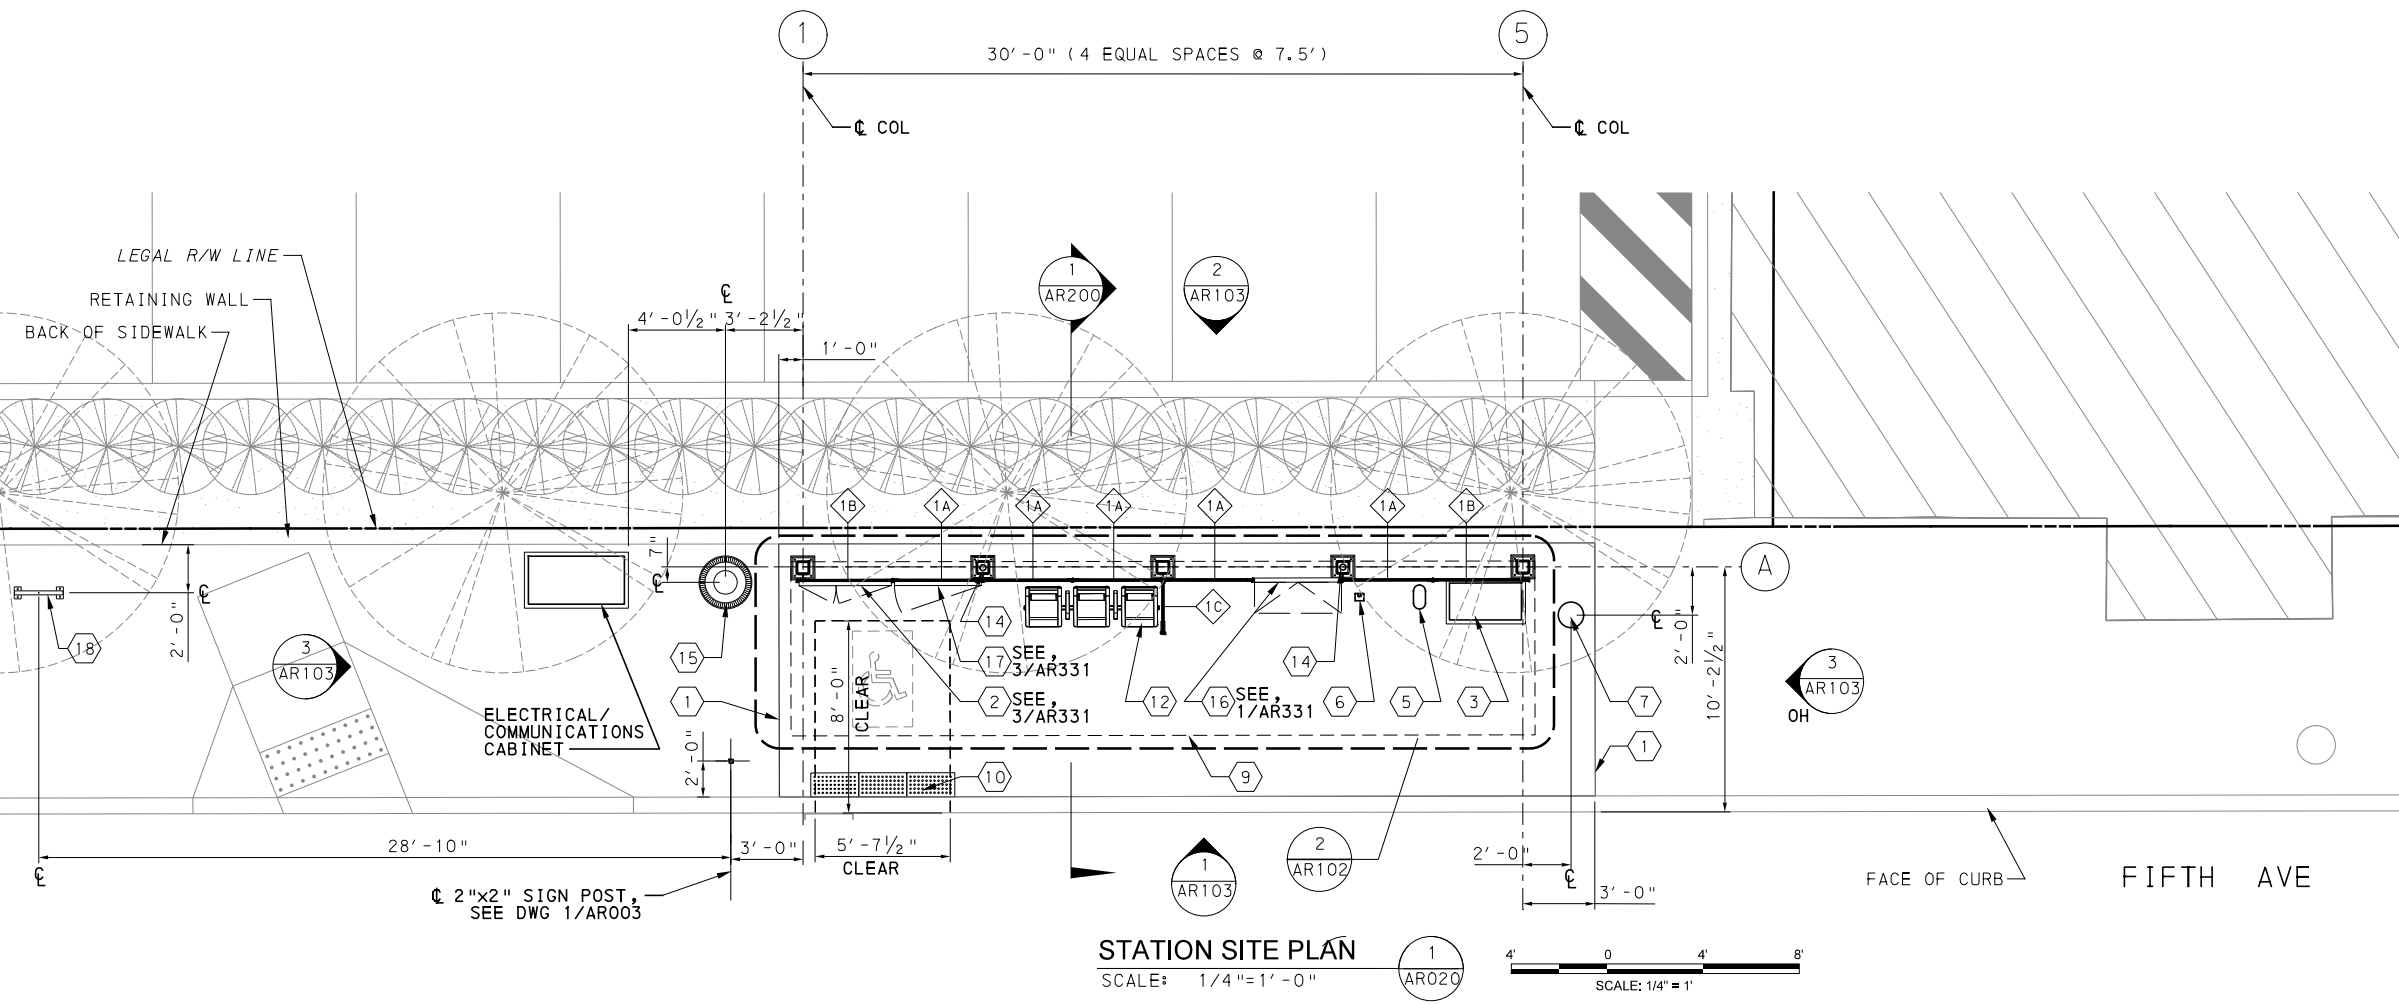 1
5
30'-0" (4 EQUAL SPACES @ 7.5')
℄ COL
℄ COL
LEGAL R/W LINE
RETAINING WALL
BACK OF SIDEWALK
℄
4'-0½" 3'-2½"
1'-0"
1
AR200
2
AR103
1B
1A
1A
1A
1A
1A
1B
7"
℄
℄
A
2'-0"
18
3
AR103
15
14
1C
17
SEE,
3/AR331
2
SEE,
3/AR331
12
16
SEE,
1/AR331
14
6
5
3
7
℄
2'-0"
10'-2½"
3
AR103
OH
1
1
8'-0"
CLEAR
ELECTRICAL/
COMMUNICATIONS
CABINET
2'-0"
10
9
28'-10"
3'-0"
5'-7½"
CLEAR
℄
℄ 2"x2" SIGN POST,
SEE DWG 1/AR003
1
AR103
2
AR102
2'-0"
℄
3'-0"
FACE OF CURB
FIFTH AVE
STATION SITE PLAN
SCALE: 1/4"=1'-0"
1
AR020
4' 0 4' 8'
SCALE: 1/4" = 1'